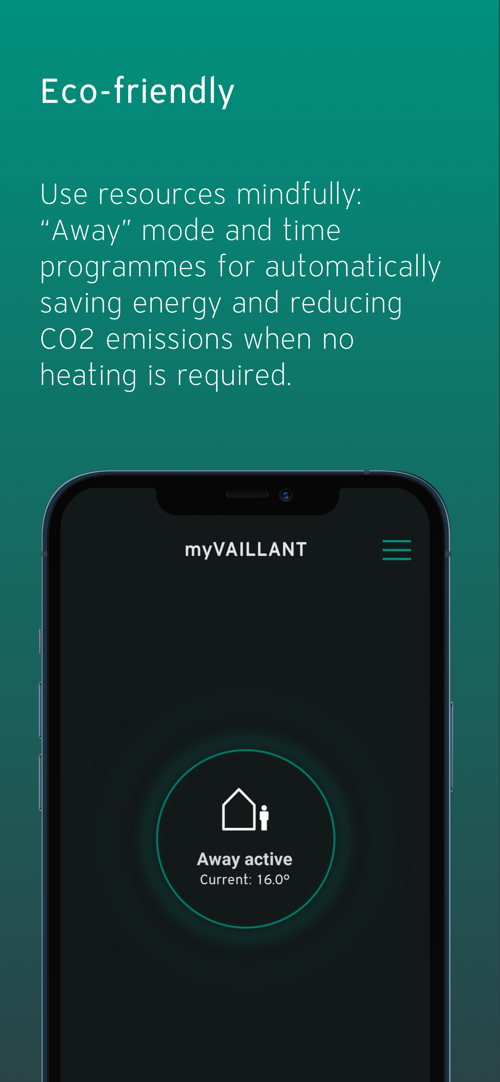 Eco-friendly
Use resources mindfully:
“Away” mode and time
programmes for automatically
saving energy and reducing
CO2 emissions when no
heating is required.
myVAILLANT
Away active
Current: 16.0°